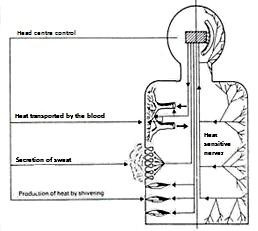 Head centre control
Heat transported by the blood
Heat
sensitive
nerves
Secretion of sweat
Production of heat by shivering